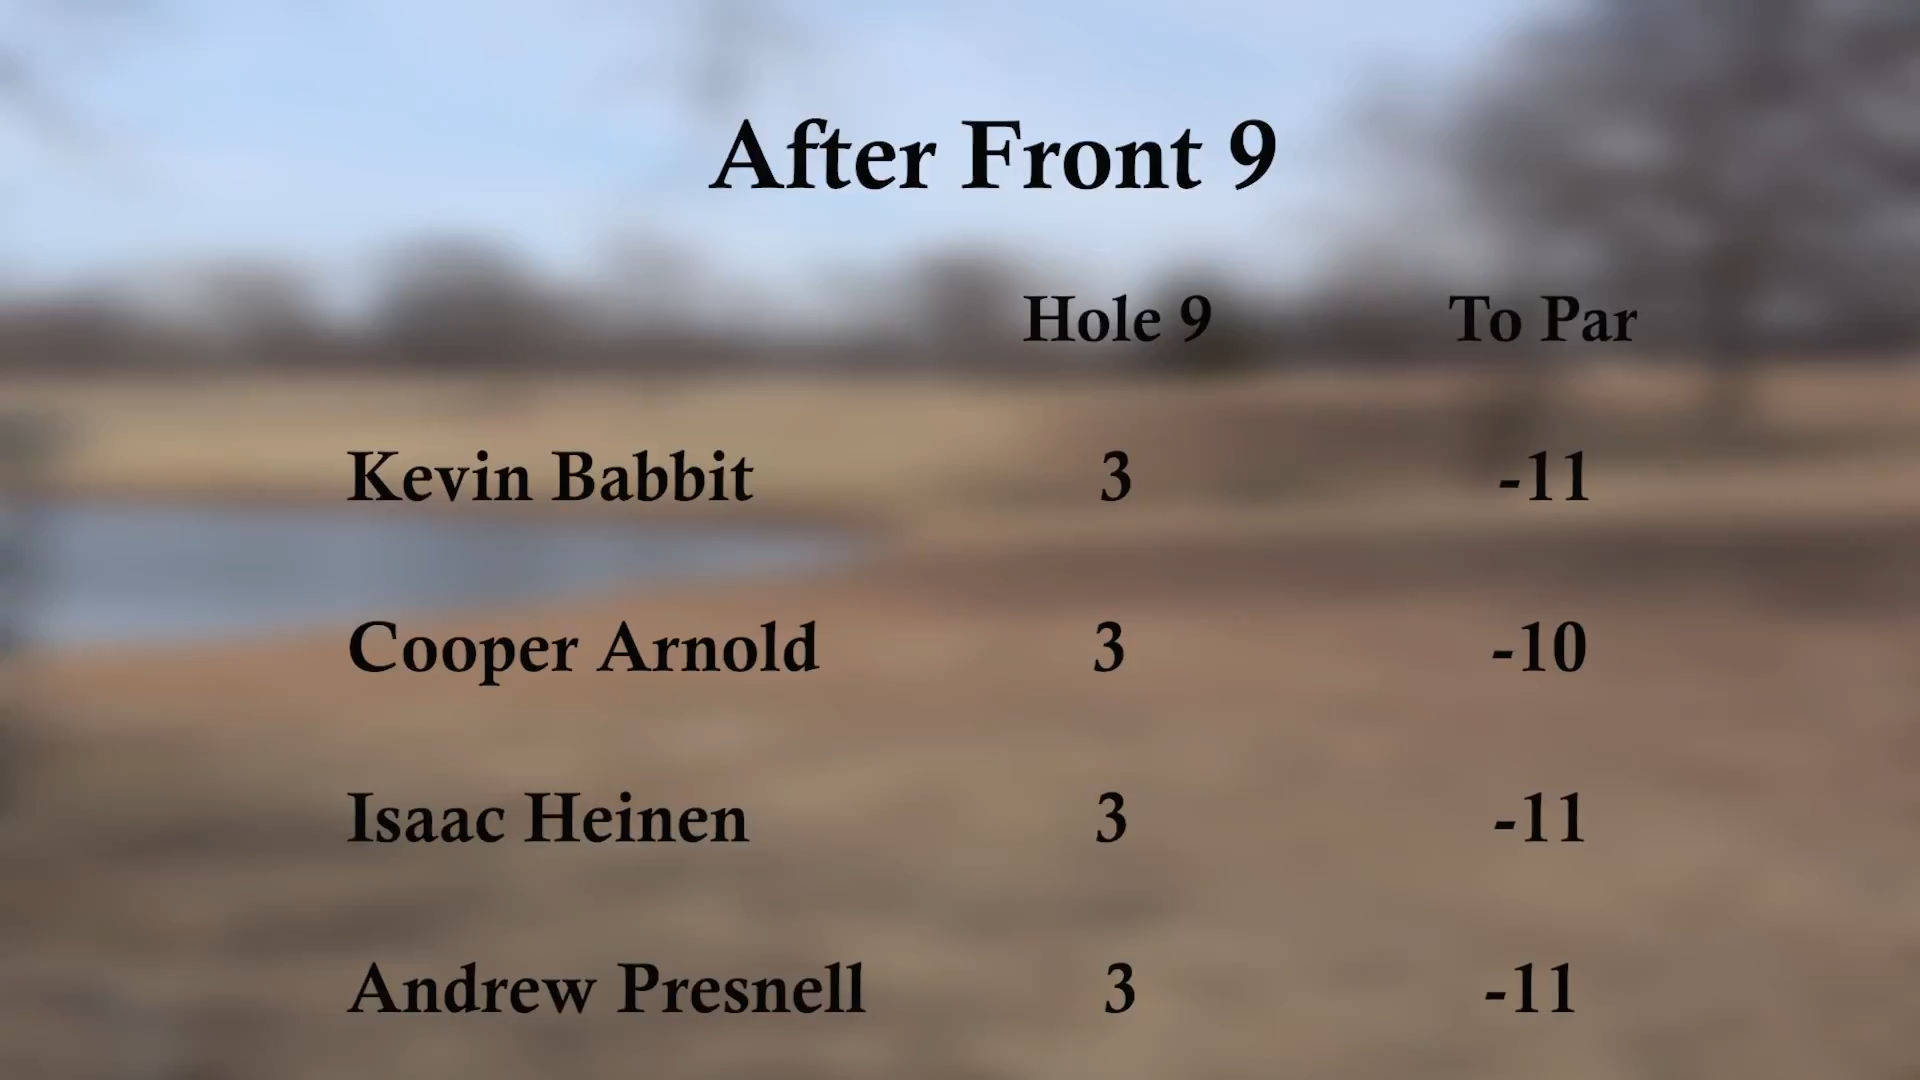 After Front 9
Hole 9 To Par
Kevin Babbit 3 -11
Cooper Arnold 3 -10
Isaac Heinen 3 -11
Andrew Presnell 3 -11